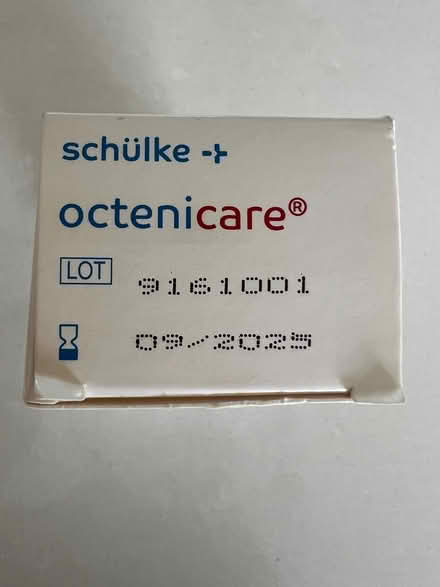 schülke -+
octenicare®
LOT 9161001
09/2025